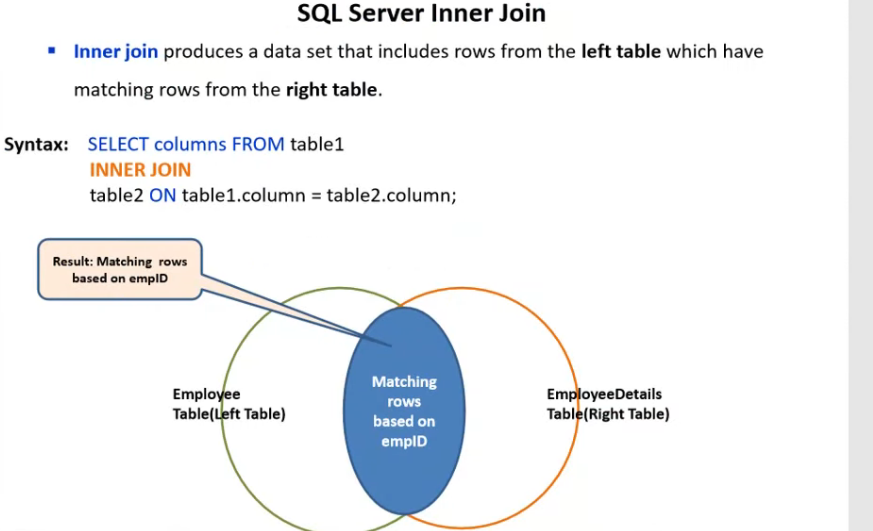 SQL Server Inner Join
▪ Inner join produces a data set that includes rows from the left table which have
matching rows from the right table.
Syntax: SELECT columns FROM table1
INNER JOIN
table2 ON table1.column = table2.column;
Result: Matching rows
based on empID
Employee
Table(Left Table)
Matching
rows
based on
empID
EmployeeDetails
Table(Right Table)